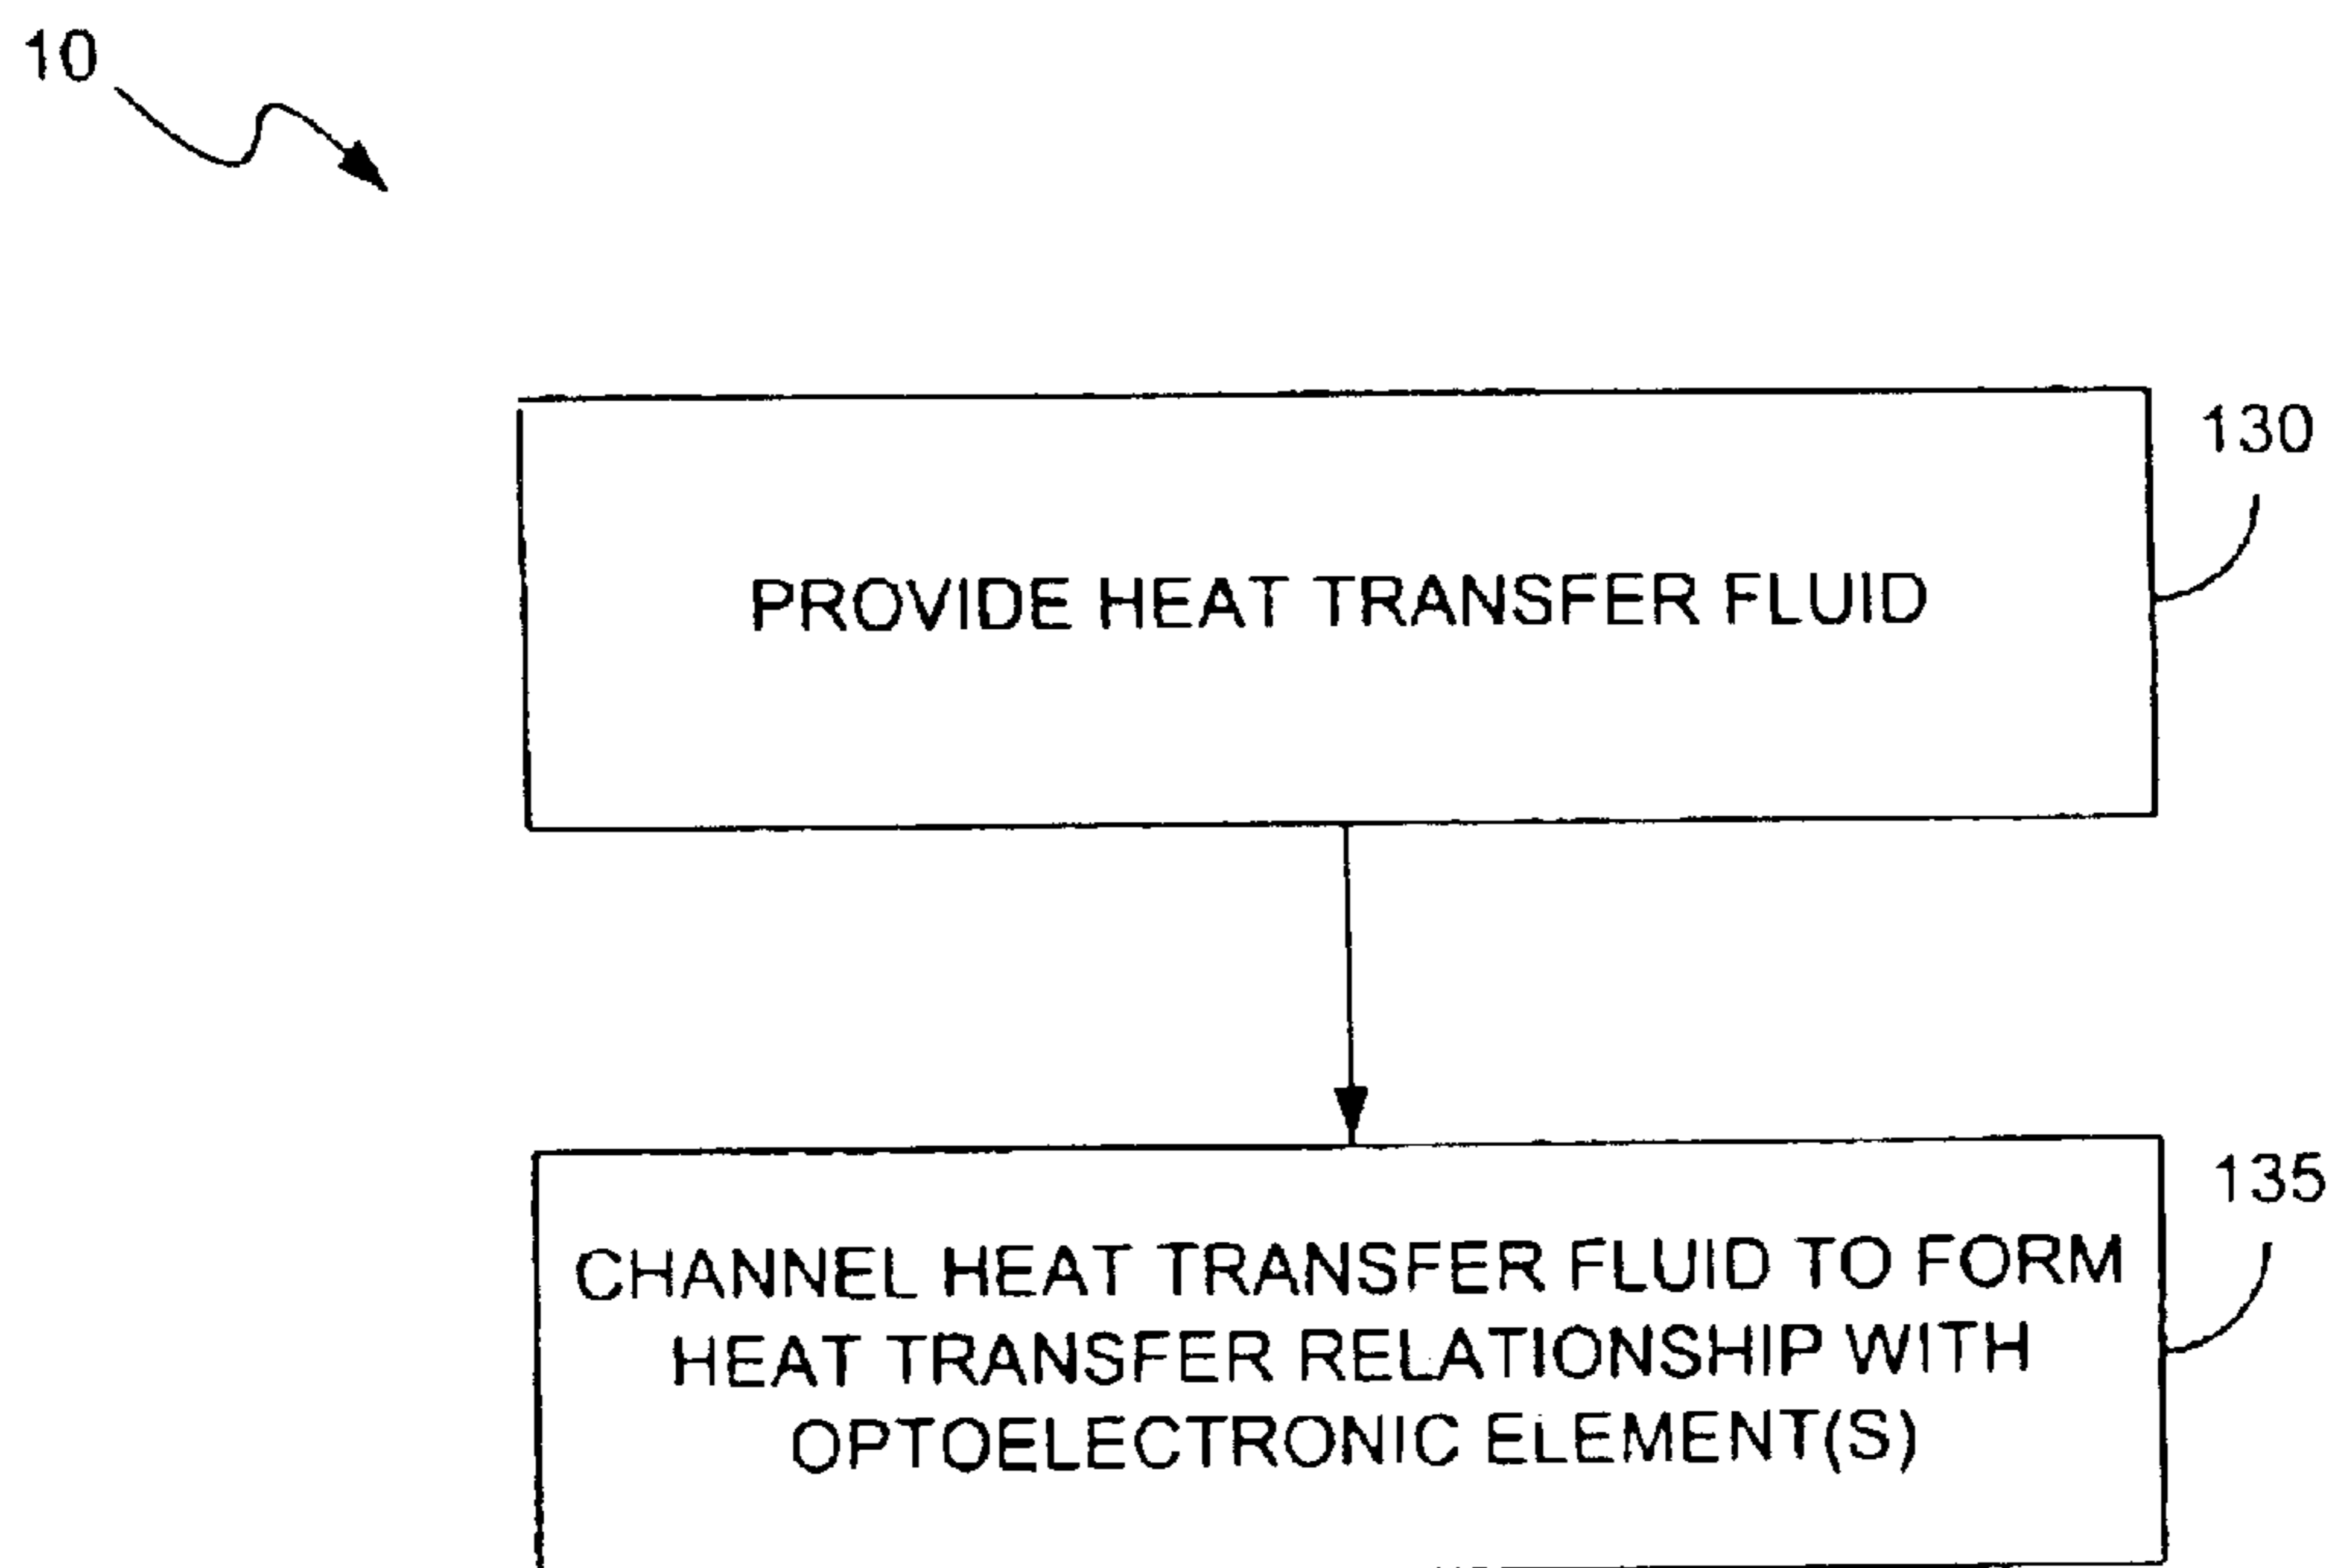 10
130
PROVIDE HEAT TRANSFER FLUID
135
CHANNEL HEAT TRANSFER FLUID TO FORM
HEAT TRANSFER RELATIONSHIP WITH
OPTOELECTRONIC ELEMENT(S)